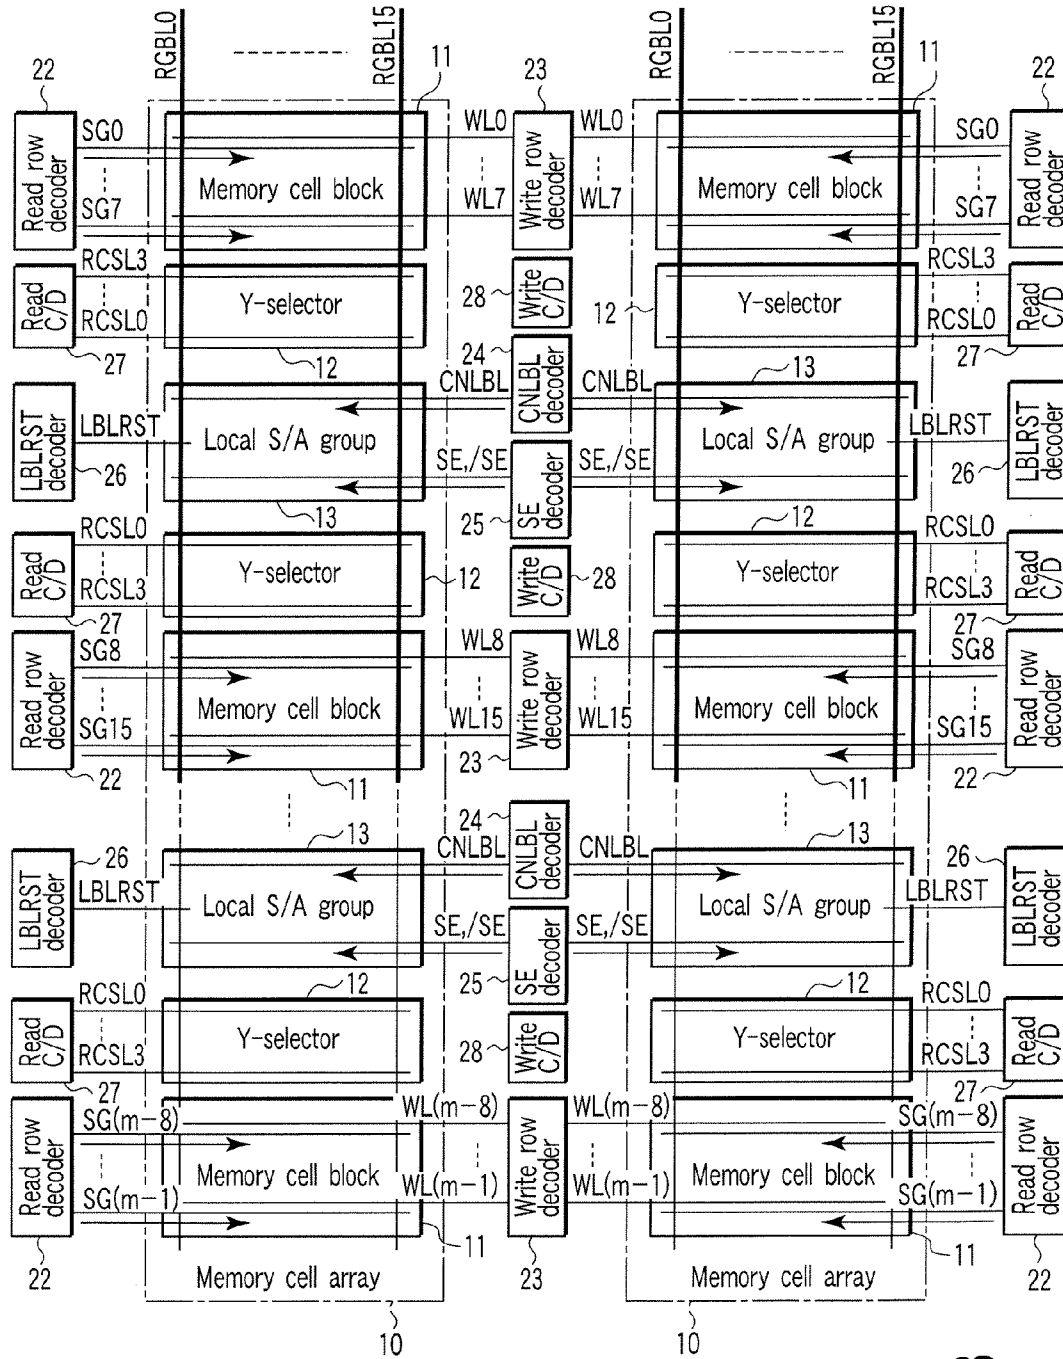 RGBL0
RGBL15
RGBL0
RGBL15
22
11
23
11
22
Read row decoder
SG0
SG7
Memory cell block
WL0
WL7
Write row decoder
WL0
WL7
Memory cell block
SG0
SG7
Read row decoder
Read C/D
RCSL3
RCSL0
27
Y-selector
12
28
Write C/D
12
Y-selector
RCSL3
RCSL0
Read C/D
27
24
CNLBL
CNLBL decoder
CNLBL
13
LBLRST decoder
LBLRST
26
Local S/A group
13
SE,/SE
SE decoder
25
SE,/SE
Local S/A group
LBLRST
LBLRST decoder
26
Read C/D
RCSL0
RCSL3
27
Y-selector
12
Write C/D
28
12
Y-selector
RCSL0
RCSL3
Read C/D
27
Read row decoder
SG8
SG15
22
Memory cell block
11
WL8
WL15
Write row decoder
23
WL8
WL15
Memory cell block
11
SG8
SG15
Read row decoder
22
24
CNLBL
CNLBL decoder
CNLBL
13
13
26
LBLRST decoder
LBLRST
Local S/A group
SE,/SE
SE decoder
25
SE,/SE
Local S/A group
LBLRST
26
LBLRST decoder
Read C/D
RCSL0
RCSL3
27
12
Y-selector
28
Write C/D
12
Y-selector
RCSL0
RCSL3
Read C/D
27
Read row decoder
SG(m-8)
SG(m-1)
22
Memory cell block
11
WL(m-8)
WL(m-1)
Write row decoder
23
WL(m-8)
WL(m-1)
Memory cell block
11
SG(m-8)
SG(m-1)
Read row decoder
22
Memory cell array
10
Memory cell array
10